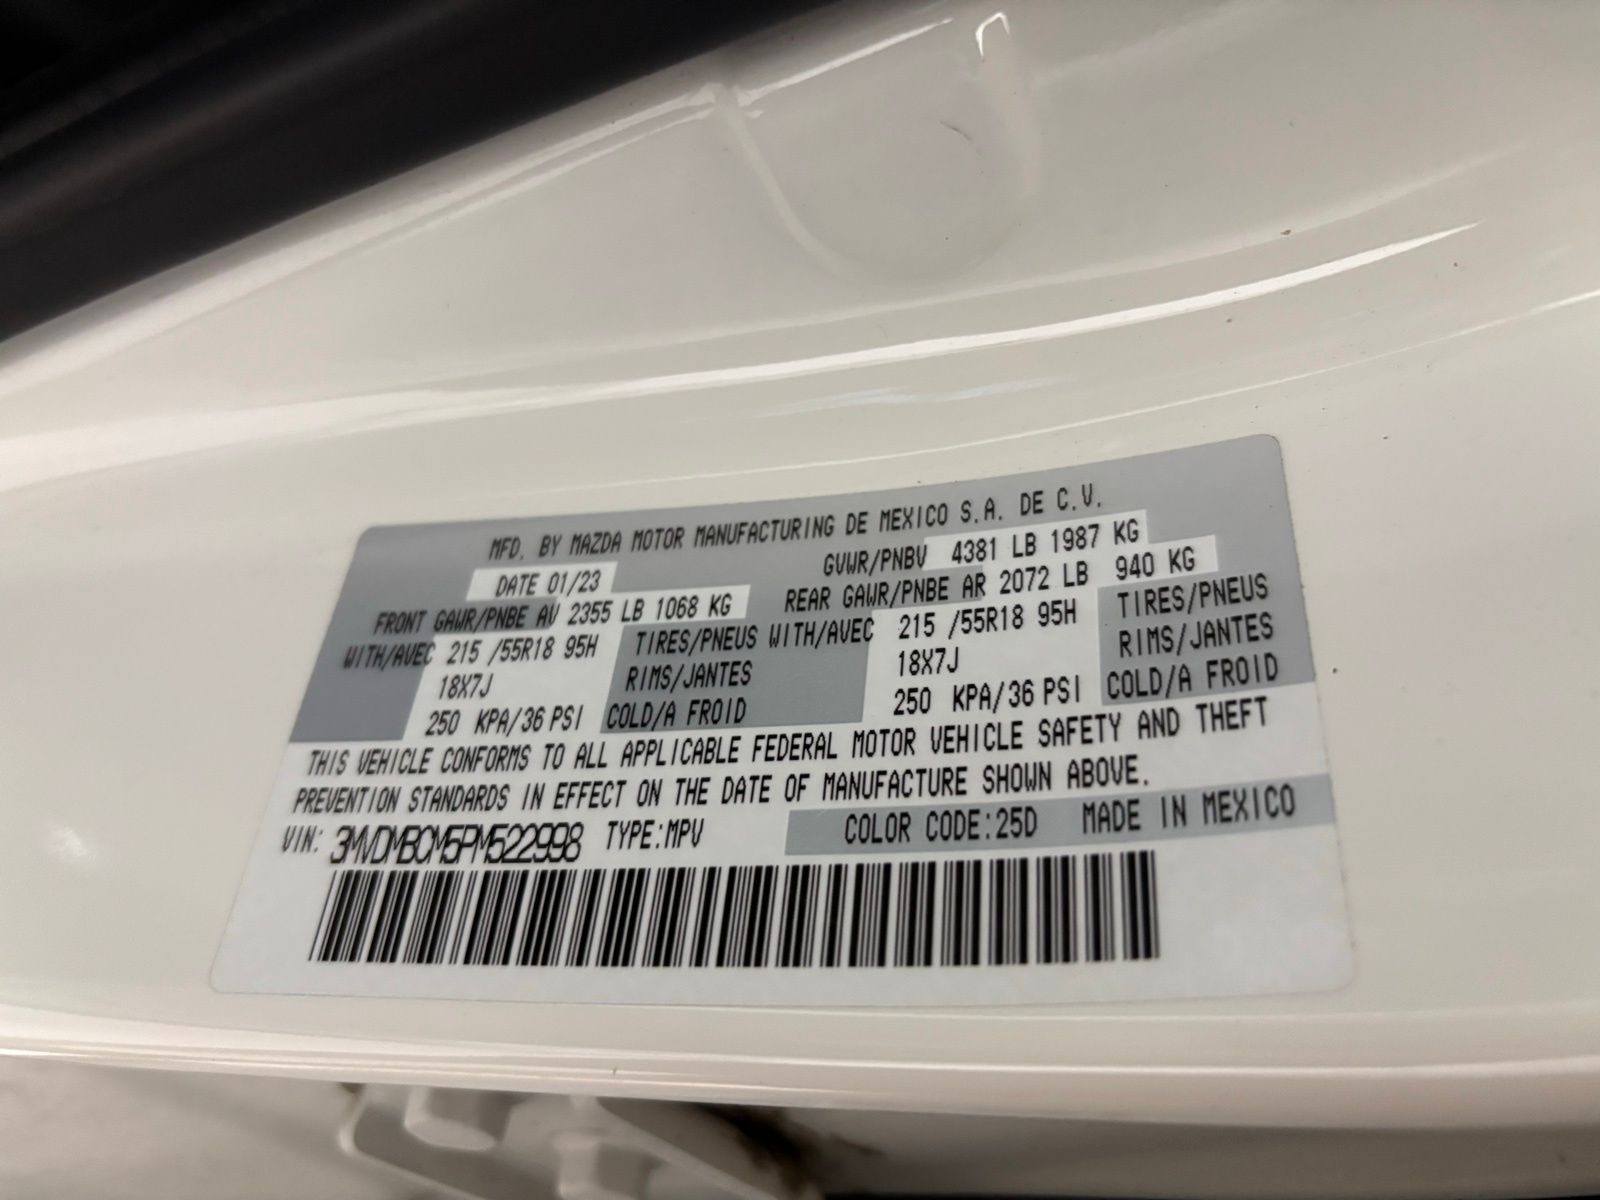 MFD. BY MAZDA MOTOR MANUFACTURING DE MEXICO S.A. DE C.V.
DATE 01/23 GVWR/PNBV 4381 LB 1987 KG
FRONT GAWR/PNBE AV 2355 LB 1068 KG REAR GAWR/PNBE AR 2072 LB 940 KG
WITH/AVEC 215 /55R18 95H TIRES/PNEUS WITH/AVEC 215 /55R18 95H TIRES/PNEUS
18X7J RIMS/JANTES 18X7J RIMS/JANTES
250 KPA/36 PSI COLD/A FROID 250 KPA/36 PSI COLD/A FROID
THIS VEHICLE CONFORMS TO ALL APPLICABLE FEDERAL MOTOR VEHICLE SAFETY AND THEFT
PREVENTION STANDARDS IN EFFECT ON THE DATE OF MANUFACTURE SHOWN ABOVE.
VIN: 3MVDMBCM5PM522998 TYPE:MPV COLOR CODE:25D MADE IN MEXICO